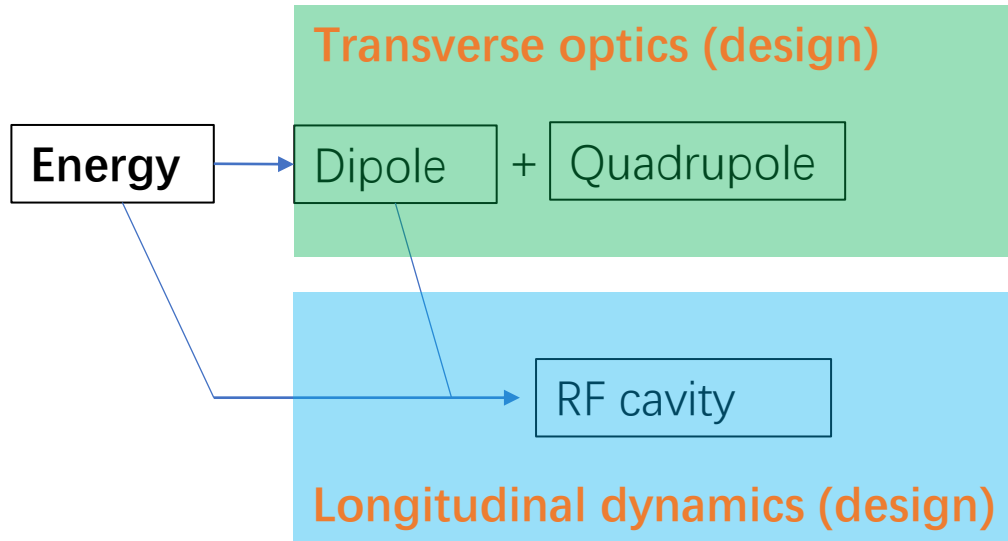 Transverse optics (design)
Energy
Dipole + Quadrupole
RF cavity
Longitudinal dynamics (design)